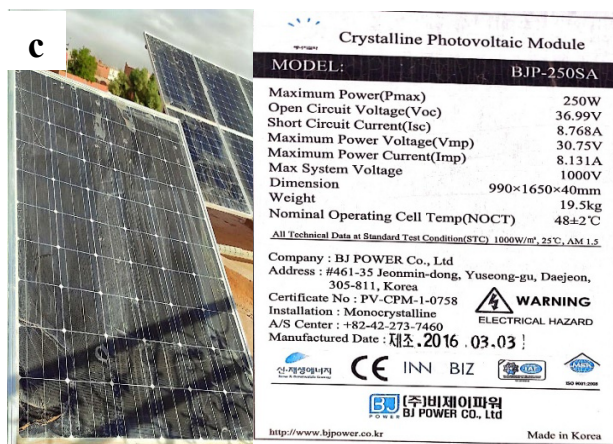 c
Crystalline Photovoltaic Module
MODEL: BJP-250SA
Maximum Power(Pmax) 250W
Open Circuit Voltage(Voc) 36.99V
Short Circuit Current(Isc) 8.768A
Maximum Power Voltage(Vmp) 30.75V
Maximum Power Current(Imp) 8.131A
Max System Voltage 1000V
Dimension 990×1650×40mm
Weight 19.5kg
Nominal Operating Cell Temp(NOCT) 48±2℃
All Technical Data at Standard Test Condition(STC) 1000W/m², 25℃, AM 1.5
Company : BJ POWER Co., Ltd
Address : #461-35 Jeonmin-dong, Yuseong-gu, Daejeon,
305-811, Korea
Certificate No : PV-CPM-1-0758
Installation : Monocrystalline
A/S Center : +82-42-273-7460
Manufactured Date : 제조.2016.03.03
WARNING
ELECTRICAL HAZARD
신·재생에너지
CE INN BIZ
ISO 9001:2008
BJ POWER (주)비제이파워
BJ POWER CO., Ltd
http://www.bjpower.co.kr Made in Korea